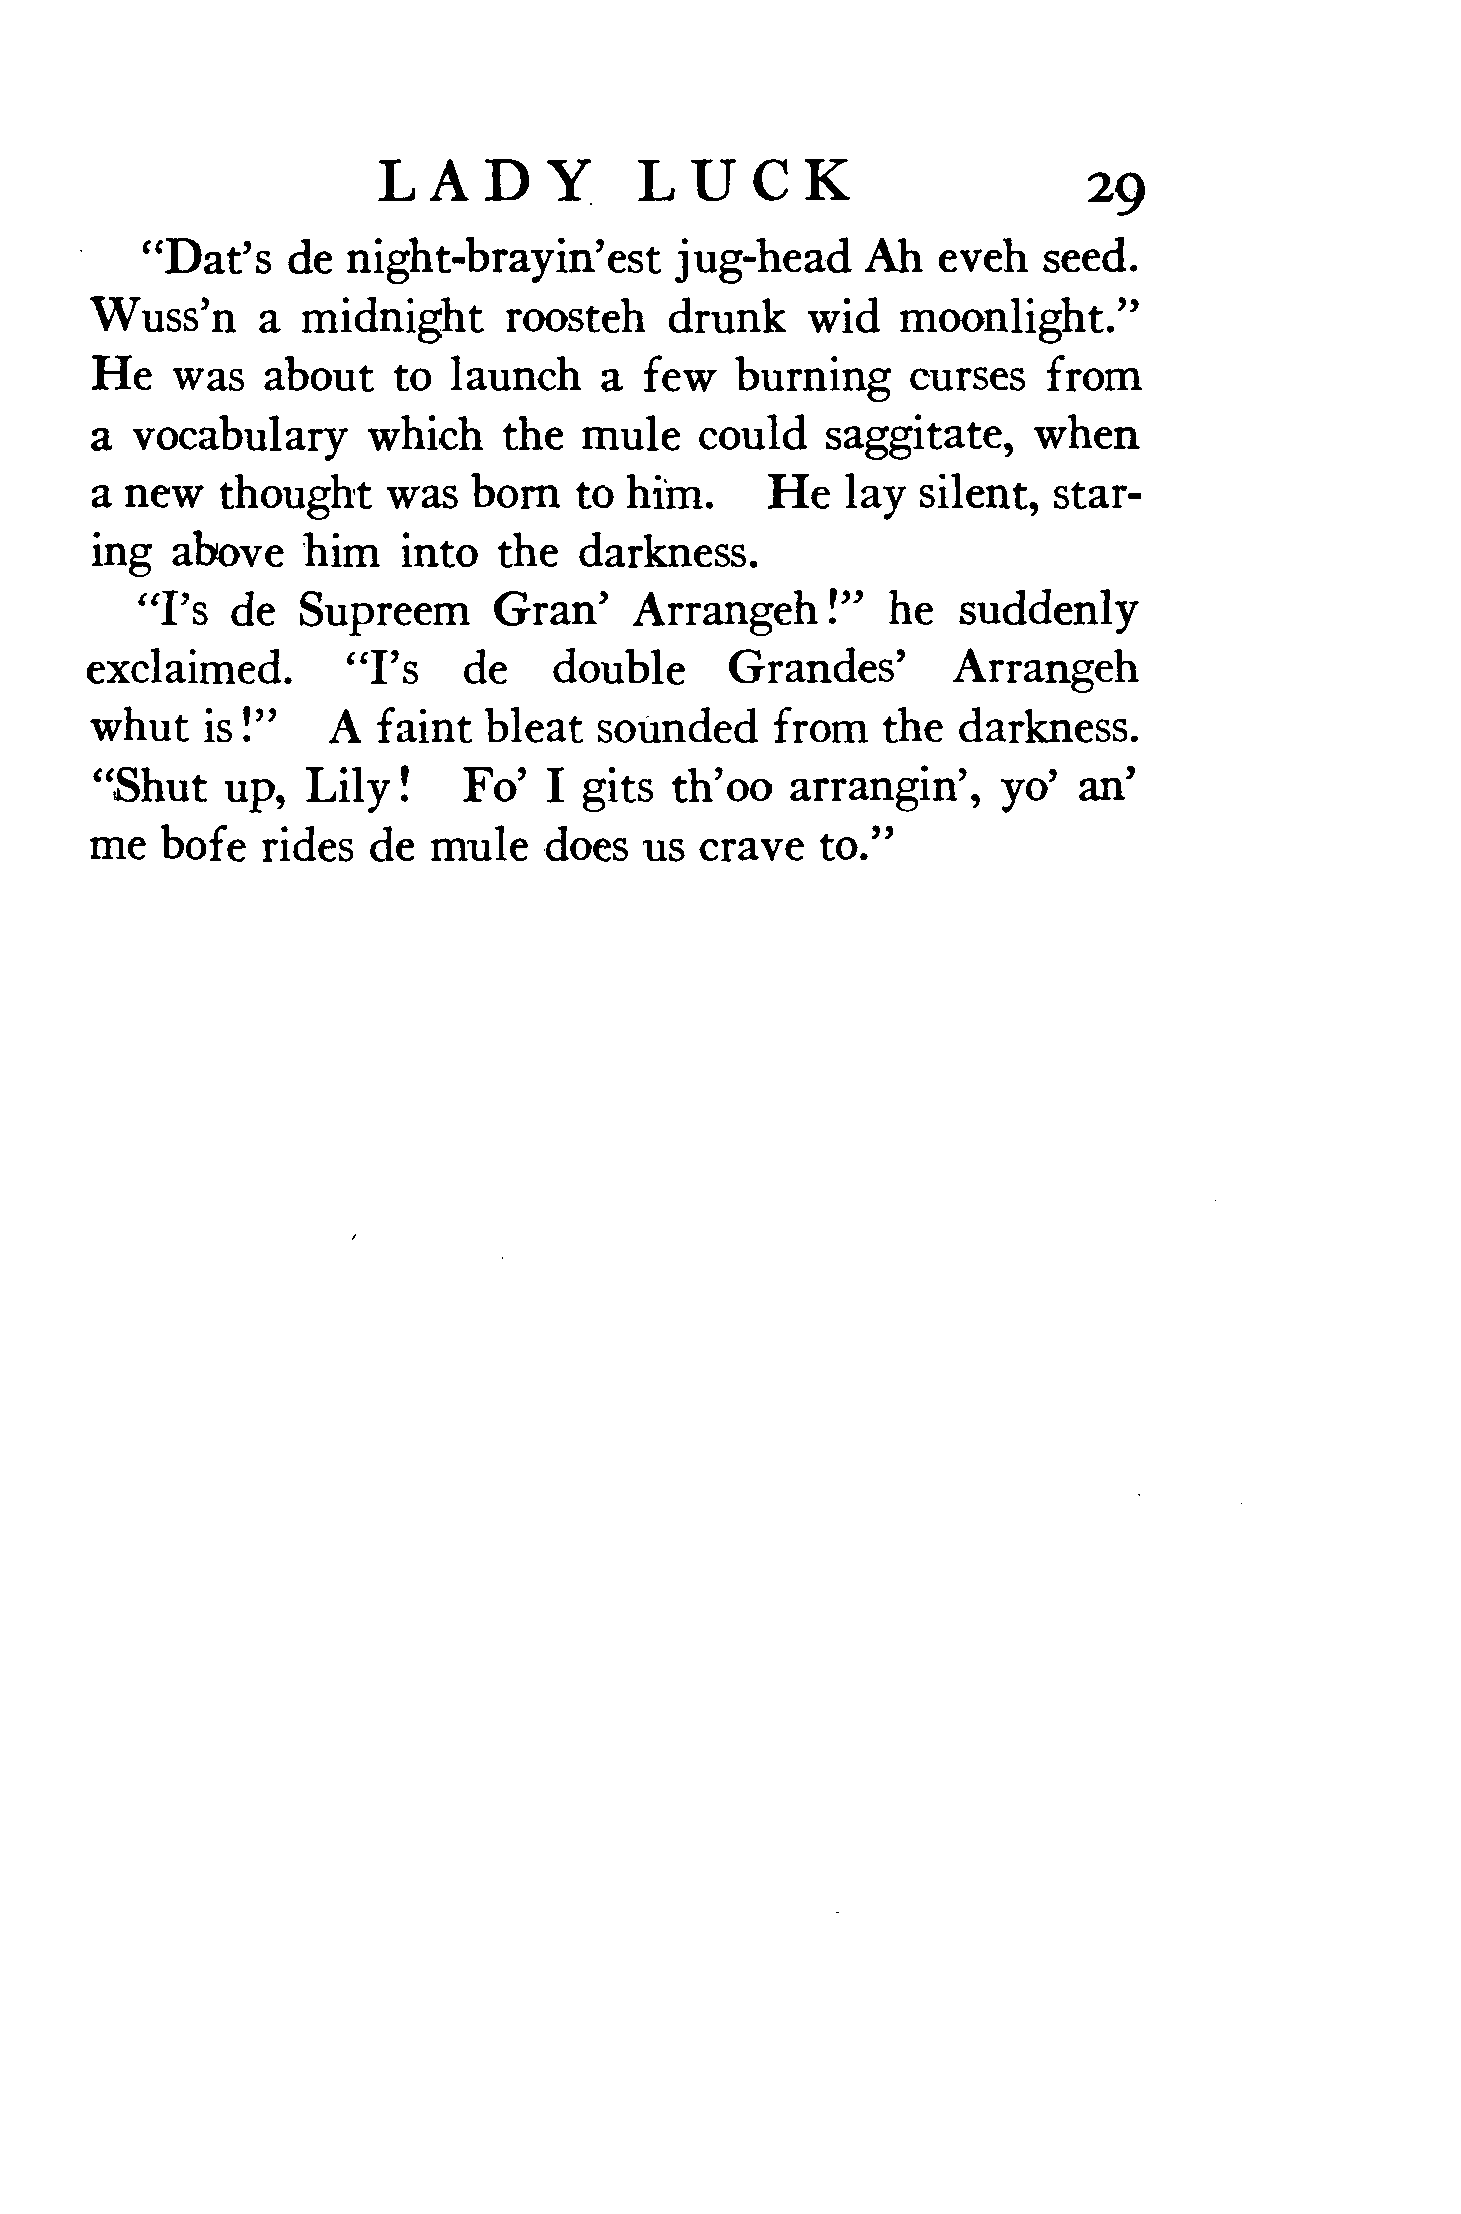 LADY LUCK 29
“Dat’s de night-brayin’est jug-head Ah eveh seed.
Wuss’n a midnight roosteh drunk wid moonlight.”
He was about to launch a few burning curses from
a vocabulary which the mule could saggitate, when
a new thought was born to him. He lay silent, star-
ing above him into the darkness.
“I’s de Supreem Gran’ Arrangeh!” he suddenly
exclaimed. “I’s de double Grandes’ Arrangeh
whut is!” A faint bleat sounded from the darkness.
“Shut up, Lily! Fo’ I gits th’oo arrangin’, yo’ an’
me bofe rides de mule does us crave to.”